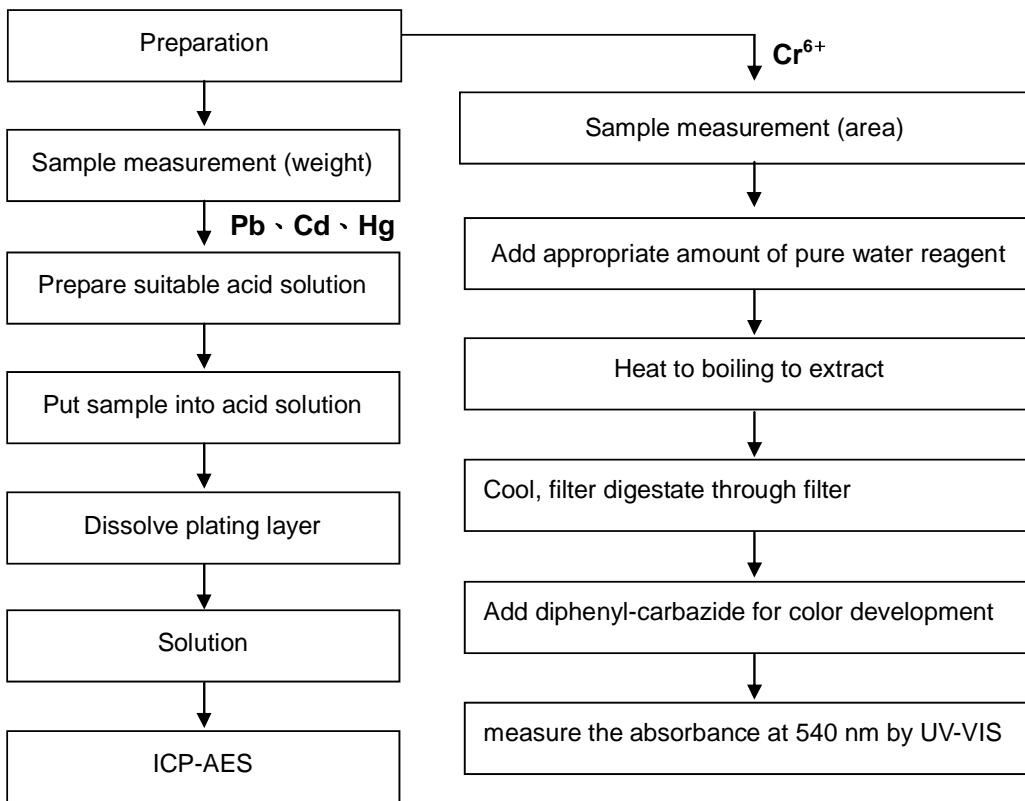 Preparation
Sample measurement (weight)
Pb、Cd、Hg
Prepare suitable acid solution
Put sample into acid solution
Dissolve plating layer
Solution
ICP-AES
Cr⁶⁺
Sample measurement (area)
Add appropriate amount of pure water reagent
Heat to boiling to extract
Cool, filter digestate through filter
Add diphenyl-carbazide for color development
measure the absorbance at 540 nm by UV-VIS